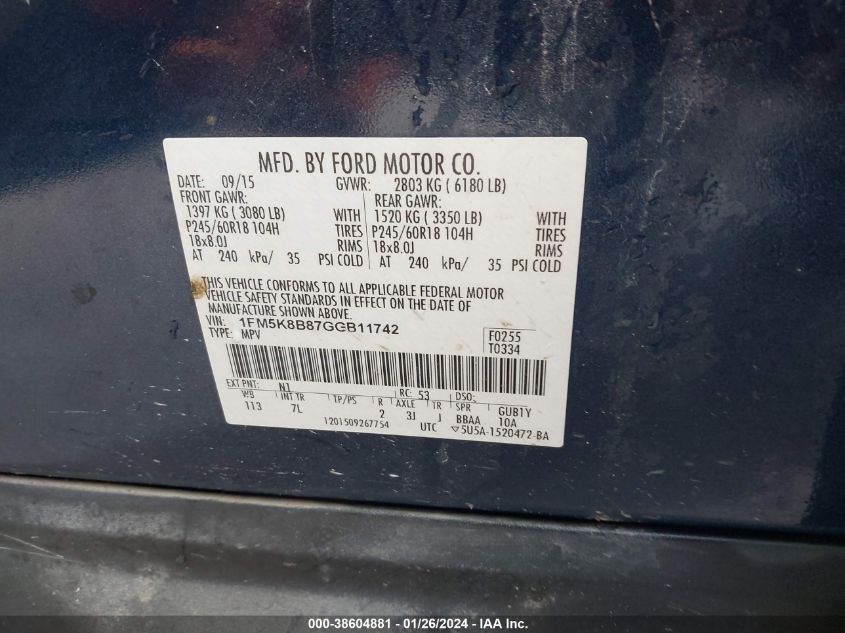 MFD. BY FORD MOTOR CO.
DATE: 09/15 GVWR: 2803 KG ( 6180 LB)
FRONT GAWR: REAR GAWR:
1397 KG ( 3080 LB) WITH 1520 KG ( 3350 LB) WITH
P245/60R18 104H TIRES P245/60R18 104H TIRES
18x8.0J RIMS 18x8.0J RIMS
AT 240 kPa/ 35 PSI COLD AT 240 kPa/ 35 PSI COLD
THIS VEHICLE CONFORMS TO ALL APPLICABLE FEDERAL MOTOR
VEHICLE SAFETY STANDARDS IN EFFECT ON THE DATE OF
MANUFACTURE SHOWN ABOVE.
VIN: 1FM5K8B87GGB11742
TYPE: MPV
F0255
T0334
EXT PNT: N1 RC: 53 DSO:
WB INT TR TP/PS R AXLE TR SPR GUB1Y
113 7L 2 3J J BBAA 10A
1201509267754 UTC ▽5U5A-1520472-BA
000-38604881 - 01/26/2024 - Copyright © 2024 IAA, LLC.